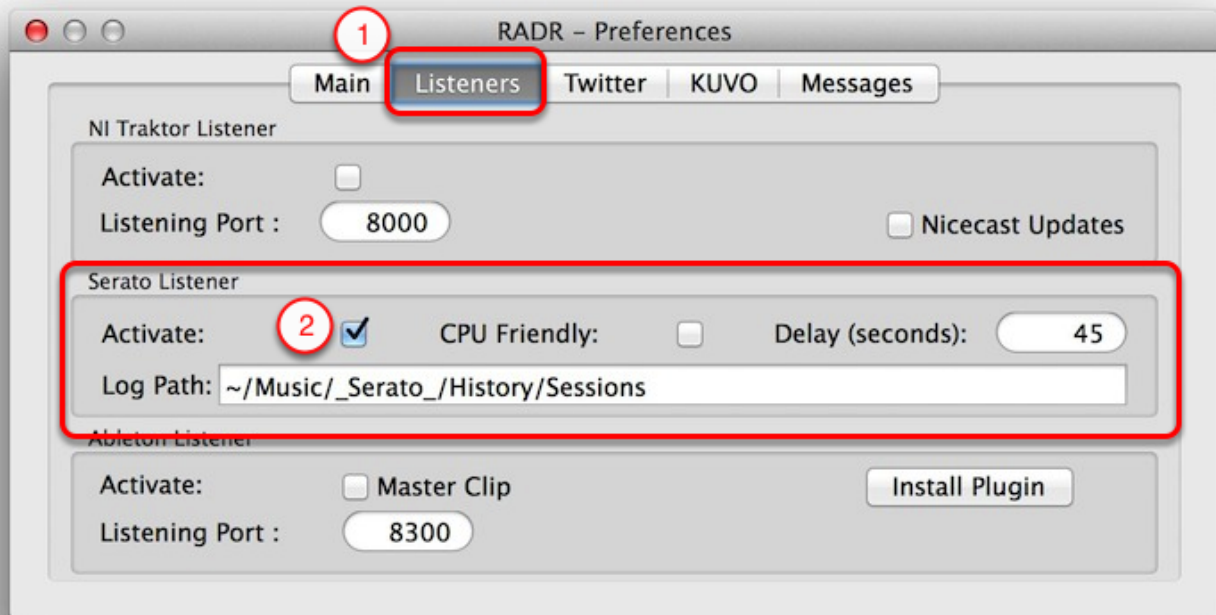 RADR – Preferences
1
Main Listeners Twitter KUVO Messages
NI Traktor Listener
Activate:
Listening Port : 8000 Nicecast Updates
Serato Listener
Activate: 2 CPU Friendly: Delay (seconds): 45
Log Path: ~/Music/_Serato_/History/Sessions
Ableton Listener
Activate: Master Clip Install Plugin
Listening Port : 8300